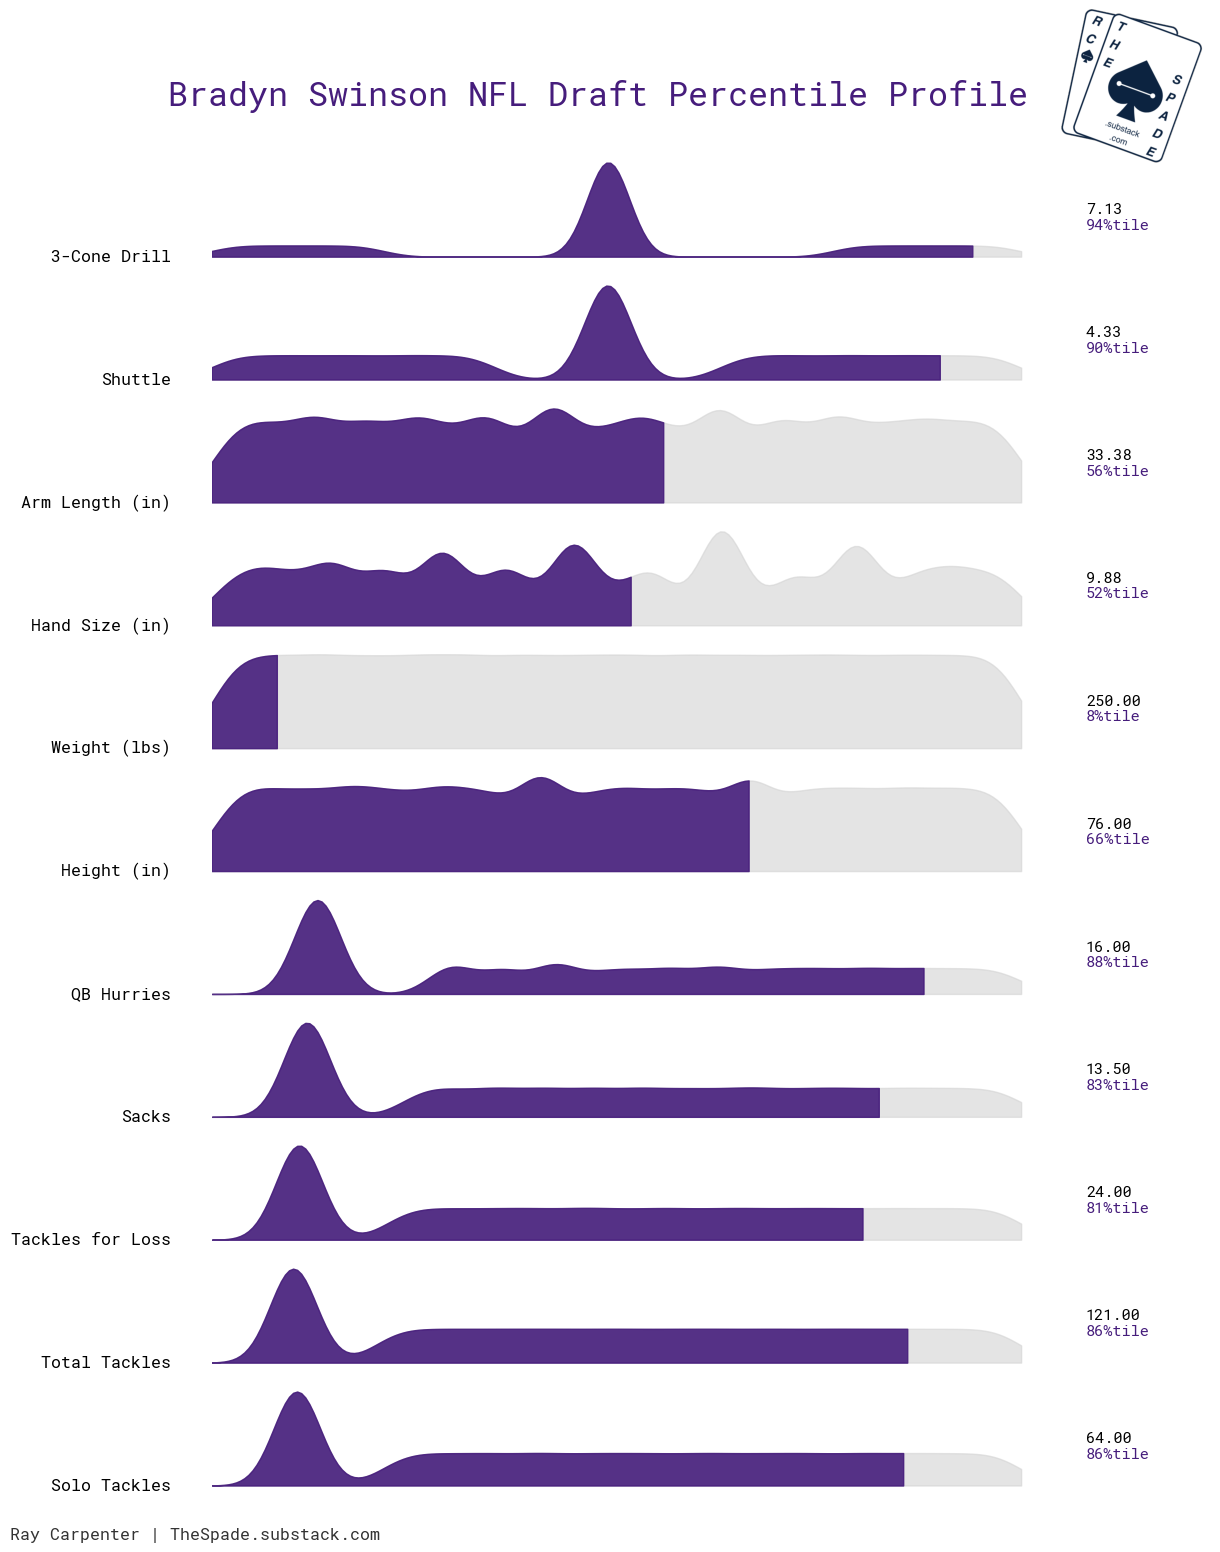 Bradyn Swinson NFL Draft Percentile Profile
R
C
THE
SPADE
.substack
.com
3-Cone Drill
7.13
94%tile
Shuttle
4.33
90%tile
Arm Length (in)
33.38
56%tile
Hand Size (in)
9.88
52%tile
Weight (lbs)
250.00
8%tile
Height (in)
76.00
66%tile
QB Hurries
16.00
88%tile
Sacks
13.50
83%tile
Tackles for Loss
24.00
81%tile
Total Tackles
121.00
86%tile
Solo Tackles
64.00
86%tile
Ray Carpenter | TheSpade.substack.com